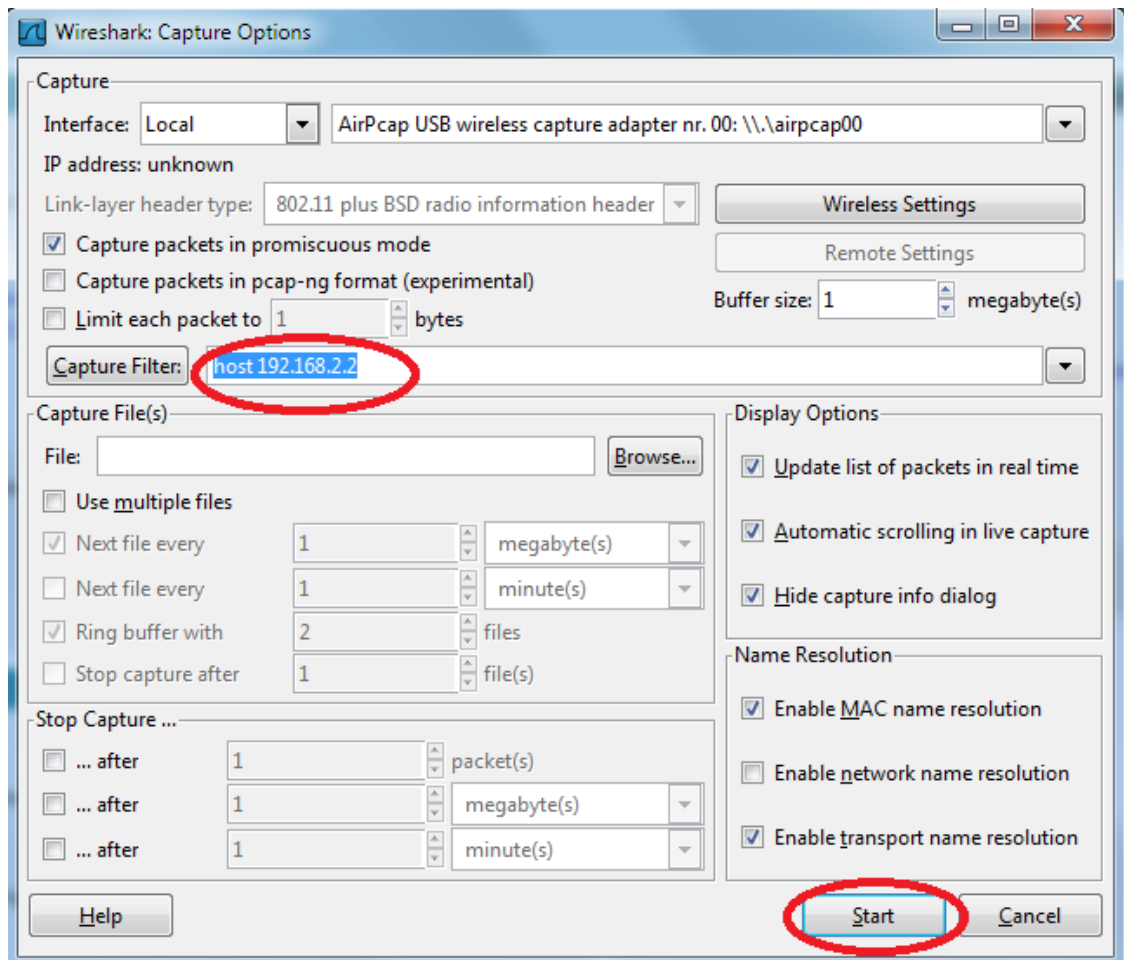 Wireshark: Capture Options
Capture
Interface: Local AirPcap USB wireless capture adapter nr. 00: \\.\airpcap00
IP address: unknown
Link-layer header type: 802.11 plus BSD radio information header Wireless Settings
Capture packets in promiscuous mode
Remote Settings
Capture packets in pcap-ng format (experimental)
Buffer size: 1 megabyte(s)
Limit each packet to 1 bytes
Capture Filter: host 192.168.2.2
Capture File(s)
File: Browse...
Use multiple files
Next file every 1 megabyte(s)
Next file every 1 minute(s)
Ring buffer with 2 files
Stop capture after 1 file(s)
Display Options
Update list of packets in real time
Automatic scrolling in live capture
Hide capture info dialog
Stop Capture ...
... after 1 packet(s)
... after 1 megabyte(s)
... after 1 minute(s)
Name Resolution
Enable MAC name resolution
Enable network name resolution
Enable transport name resolution
Help Start Cancel